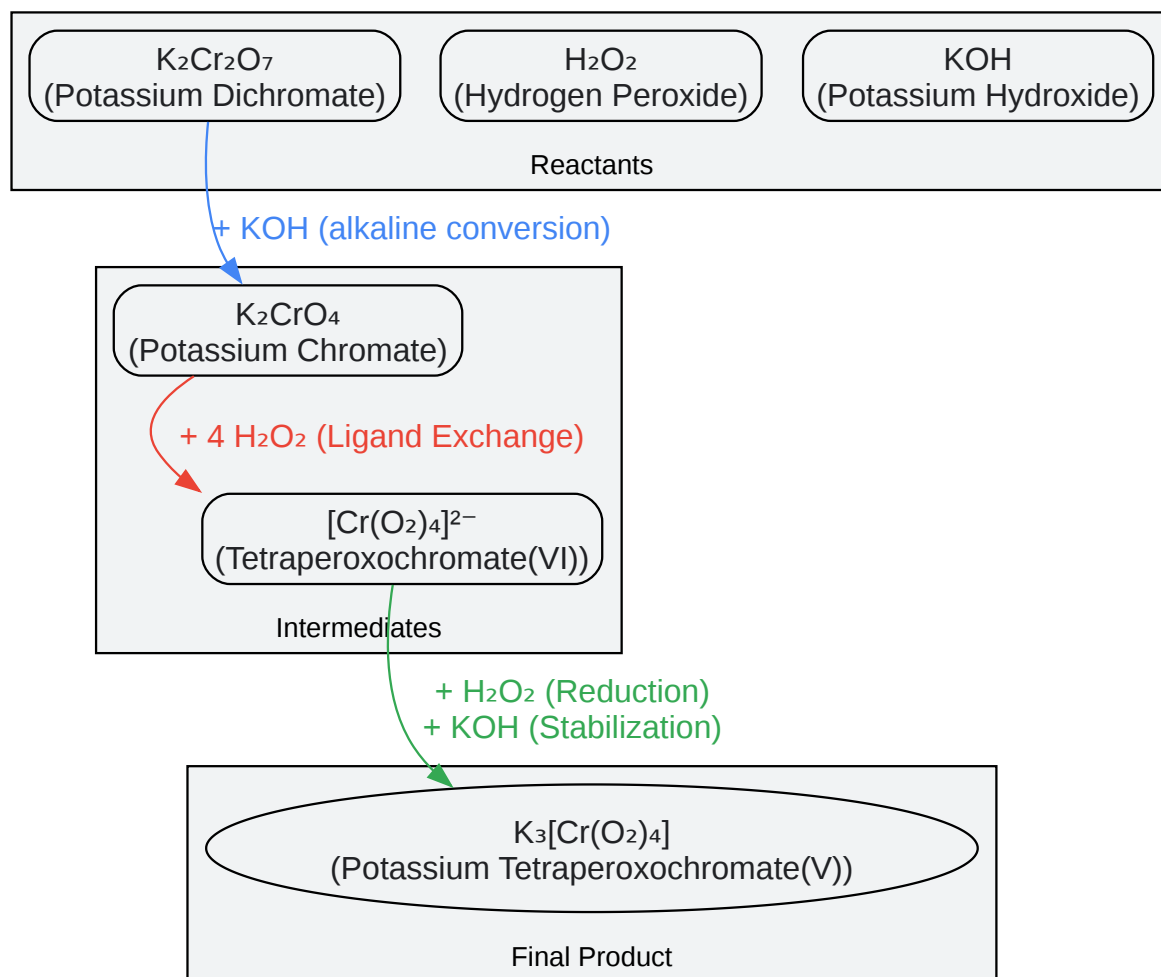 K₂Cr₂O₇
(Potassium Dichromate)
H₂O₂
(Hydrogen Peroxide)
KOH
(Potassium Hydroxide)
Reactants
+ KOH (alkaline conversion)
K₂CrO₄
(Potassium Chromate)
+ 4 H₂O₂ (Ligand Exchange)
[Cr(O₂)₄]²⁻
(Tetraperoxochromate(VI))
Intermediates
+ H₂O₂ (Reduction)
+ KOH (Stabilization)
K₃[Cr(O₂)₄]
(Potassium Tetraperoxochromate(V))
Final Product